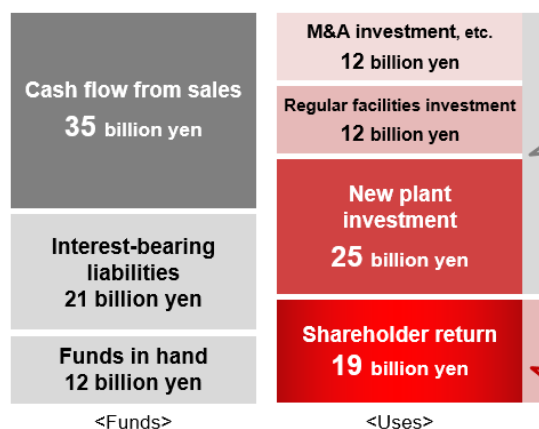 Cash flow from sales
35 billion yen
Interest-bearing
liabilities
21 billion yen
Funds in hand
12 billion yen
<Funds>
M&A investment, etc.
12 billion yen
Regular facilities investment
12 billion yen
New plant
investment
25 billion yen
Shareholder return
19 billion yen
<Uses>